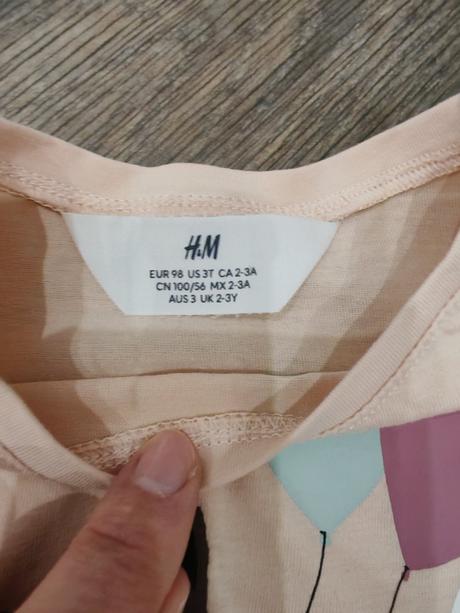 H&M
EUR 98 US 3T CA 2-3A
CN 100/56 MX 2-3A
AUS 3 UK 2-3Y